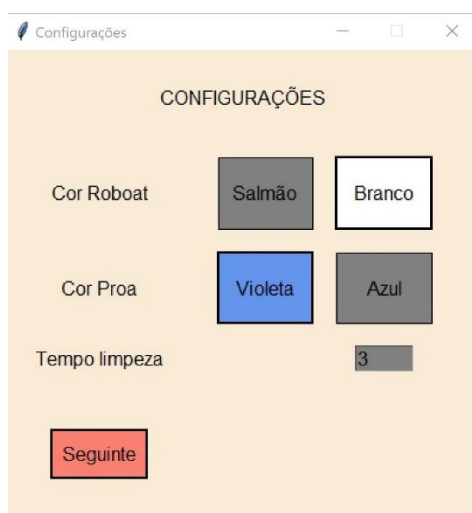 Configurações
CONFIGURAÇÕES
Cor Roboat Salmão Branco
Cor Proa Violeta Azul
Tempo limpeza 3
Seguinte